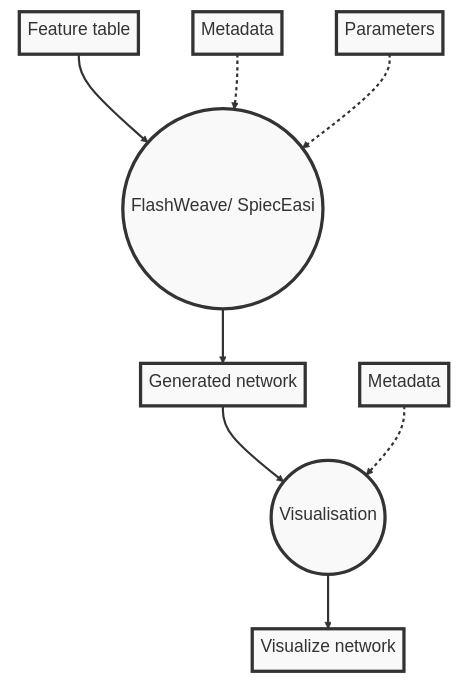 Feature table
Metadata
Parameters
FlashWeave/ SpiecEasi
Generated network
Metadata
Visualisation
Visualize network